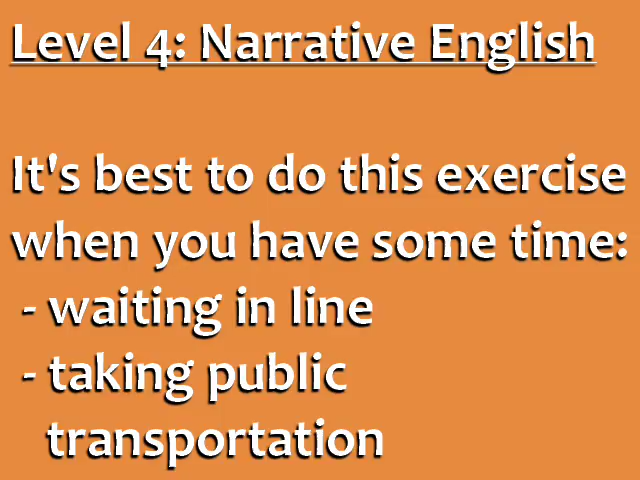 Level 4: Narrative English
It's best to do this exercise
when you have some time:
- waiting in line
- taking public
transportation